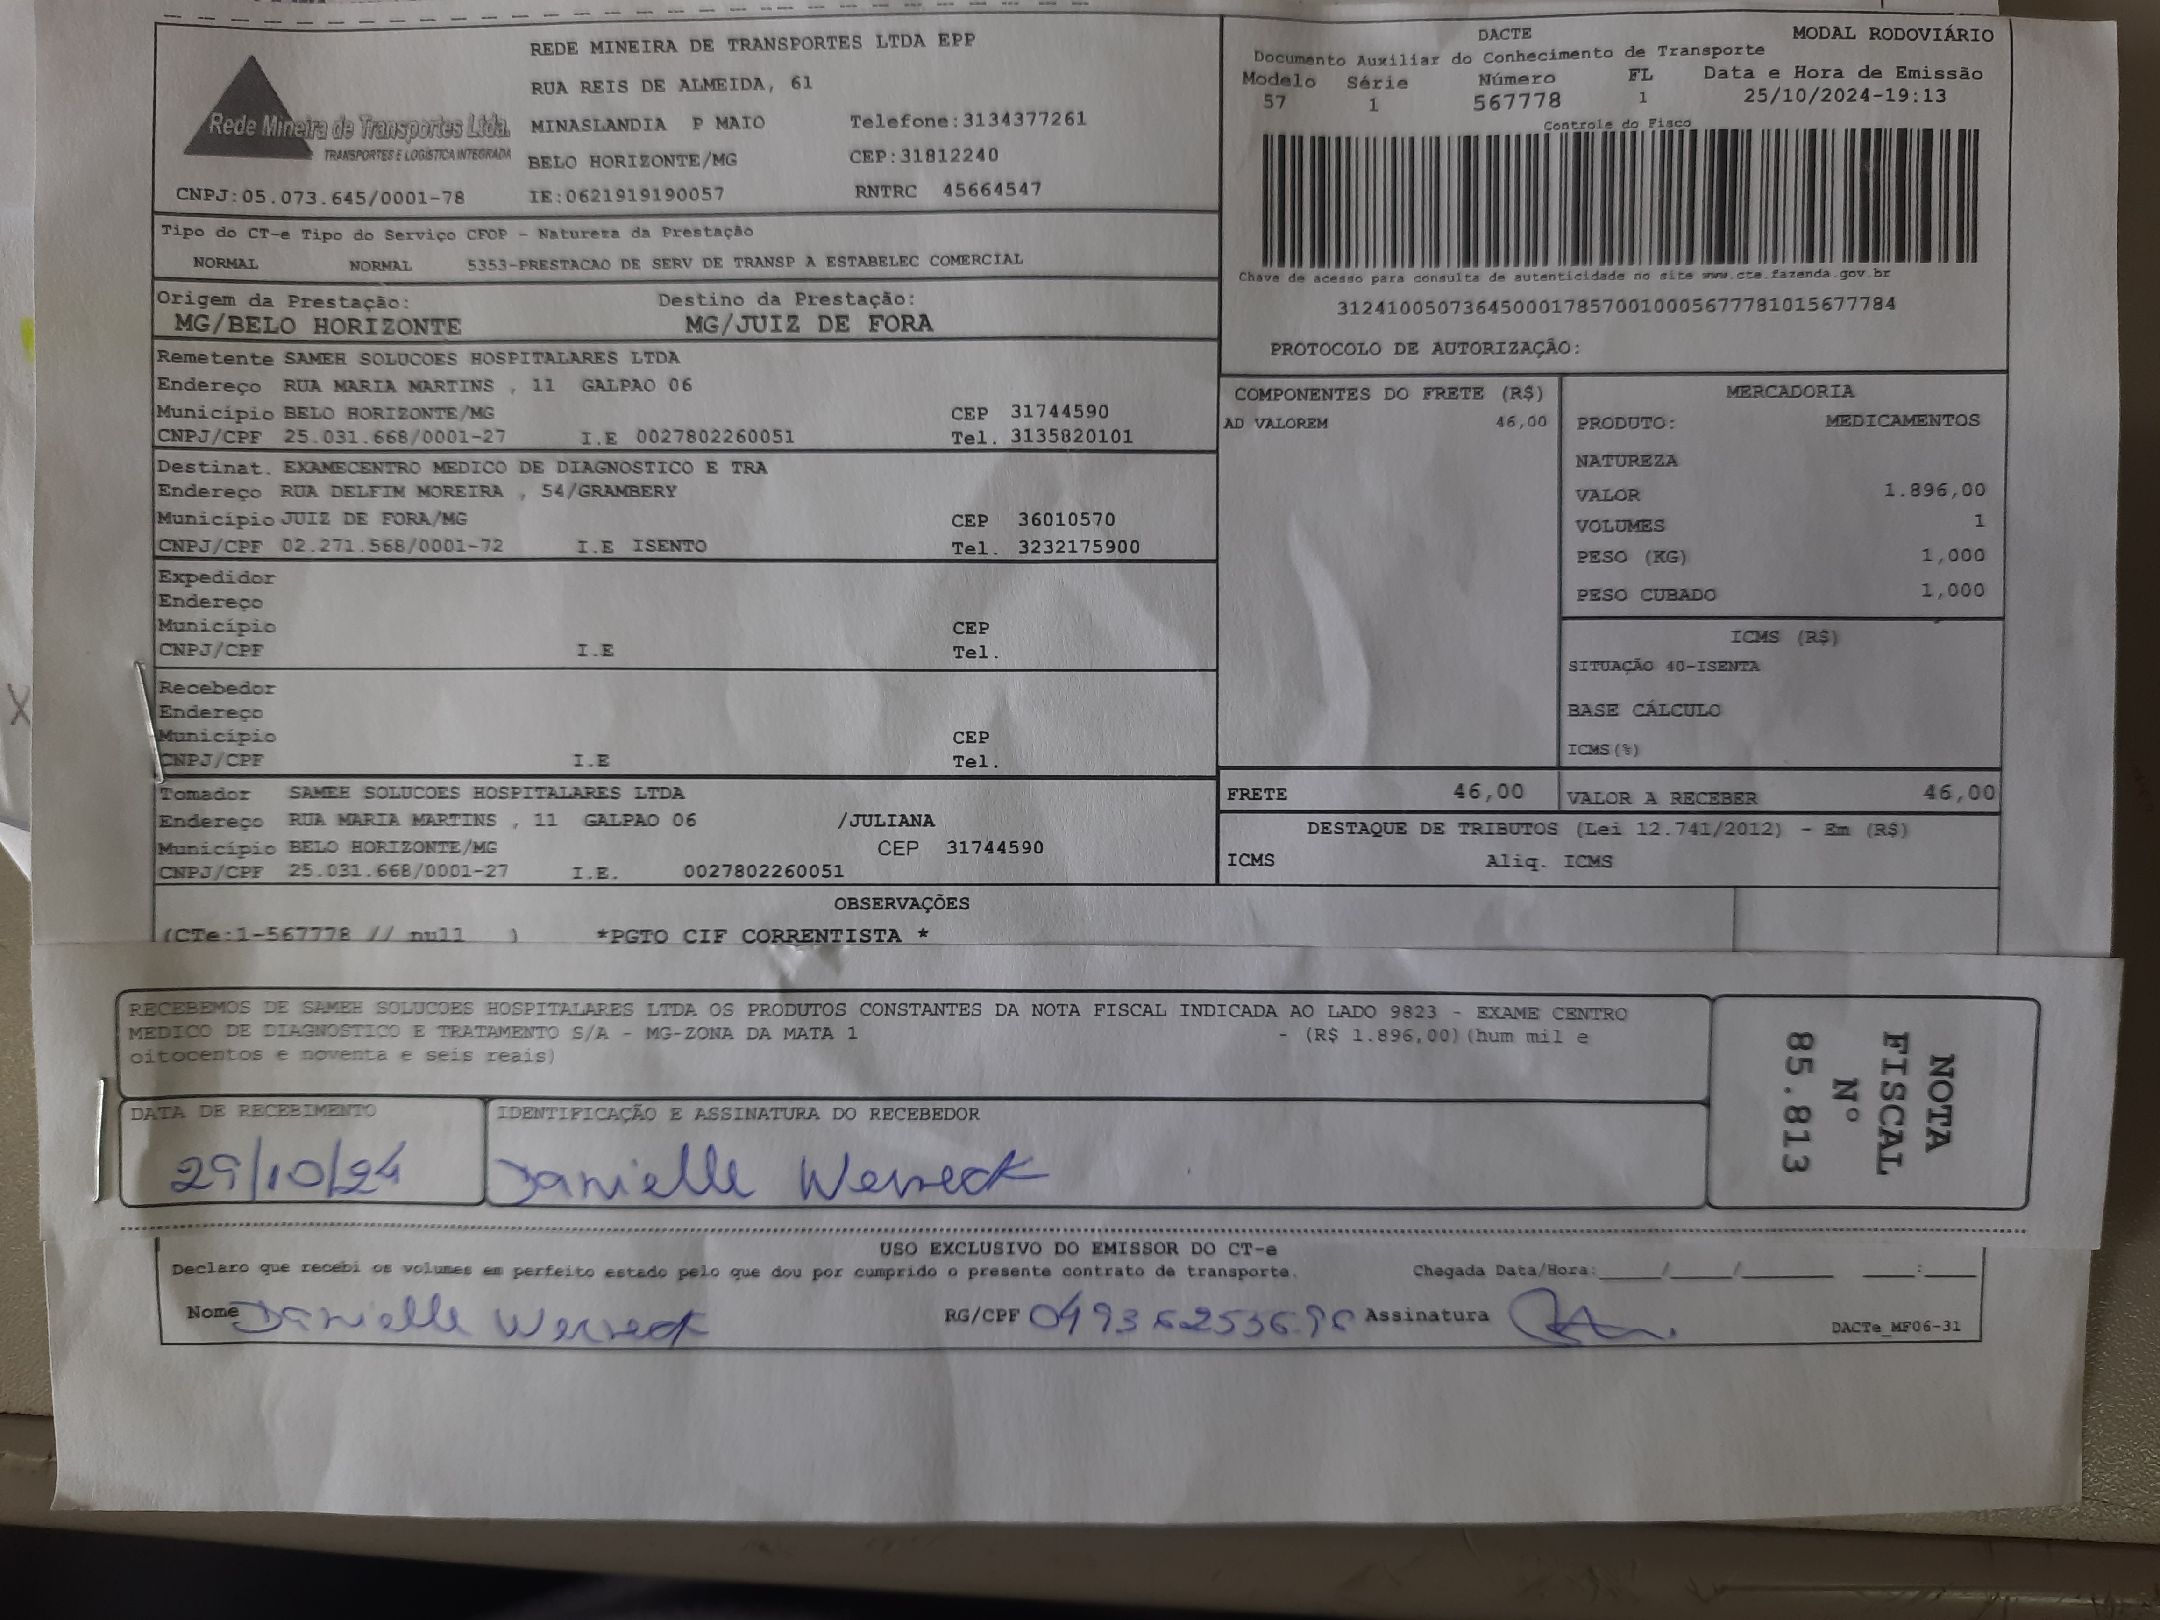 REDE MINEIRA DE TRANSPORTES LTDA EPP
RUA REIS DE ALMEIDA, 61
MINASLANDIA P MAIO Telefone:3134377261
BELO HORIZONTE/MG CEP:31812240
CNPJ:05.073.645/0001-78 IE:0621919190057 RNTRC 45664547
Rede Mineira de Transportes Ltda.
TRANSPORTES E LOGÍSTICA INTEGRADA
DACTE MODAL RODOVIÁRIO
Documento Auxiliar do Conhecimento de Transporte
Modelo Série Número FL Data e Hora de Emissão
57 1 567778 1 25/10/2024-19:13
Controle do Fisco
Chave de acesso para consulta de autenticidade no site www.cte.fazenda.gov.br
31241005073645000178570010005677781015677784
PROTOCOLO DE AUTORIZAÇÃO:
Tipo do CT-e Tipo do Serviço CFOP - Natureza da Prestação
NORMAL NORMAL 5353-PRESTACAO DE SERV DE TRANSP A ESTABELEC COMERCIAL
Origem da Prestação: Destino da Prestação:
MG/BELO HORIZONTE MG/JUIZ DE FORA
Remetente SAMEH SOLUCOES HOSPITALARES LTDA
Endereço RUA MARIA MARTINS , 11 GALPAO 06
Município BELO HORIZONTE/MG CEP 31744590
CNPJ/CPF 25.031.668/0001-27 I.E 0027802260051 Tel. 3135820101
Destinat. EXAMECENTRO MEDICO DE DIAGNOSTICO E TRA
Endereço RUA DELFIM MOREIRA , 54/GRAMBERY
Município JUIZ DE FORA/MG CEP 36010570
CNPJ/CPF 02.271.568/0001-72 I.E ISENTO Tel. 3232175900
Expedidor
Endereço
Município CEP
CNPJ/CPF I.E Tel.
Recebedor
Endereço
Município CEP
CNPJ/CPF I.E Tel.
Tomador SAMEH SOLUCOES HOSPITALARES LTDA
Endereço RUA MARIA MARTINS , 11 GALPAO 06 /JULIANA
Município BELO HORIZONTE/MG CEP 31744590
CNPJ/CPF 25.031.668/0001-27 I.E. 0027802260051
COMPONENTES DO FRETE (R$)
AD VALOREM 46,00
MERCADORIA
PRODUTO: MEDICAMENTOS
NATUREZA
VALOR 1.896,00
VOLUMES 1
PESO (KG) 1,000
PESO CUBADO 1,000
ICMS (R$)
SITUAÇÃO 40-ISENTA
BASE CÁLCULO
ICMS(%)
FRETE 46,00 VALOR A RECEBER 46,00
DESTAQUE DE TRIBUTOS (Lei 12.741/2012) - Em (R$)
ICMS Aliq. ICMS
OBSERVAÇÕES
(CTe:1-567778 // null ) *PGTO CIF CORRENTISTA *
RECEBEMOS DE SAMEH SOLUCOES HOSPITALARES LTDA OS PRODUTOS CONSTANTES DA NOTA FISCAL INDICADA AO LADO 9823 - EXAME CENTRO
MEDICO DE DIAGNOSTICO E TRATAMENTO S/A - MG-ZONA DA MATA 1 - (R$ 1.896,00)(hum mil e
oitocentos e noventa e seis reais)
NOTA
FISCAL
Nº
85.813
DATA DE RECEBIMENTO IDENTIFICAÇÃO E ASSINATURA DO RECEBEDOR
29/10/24 Danielle Werneck
USO EXCLUSIVO DO EMISSOR DO CT-e
Declaro que recebi os volumes em perfeito estado pelo que dou por cumprido o presente contrato de transporte. Chegada Data/Hora:____/____/______ ___:___
Nome Danielle Werneck RG/CPF Assinatura
DACTe_MF06-31